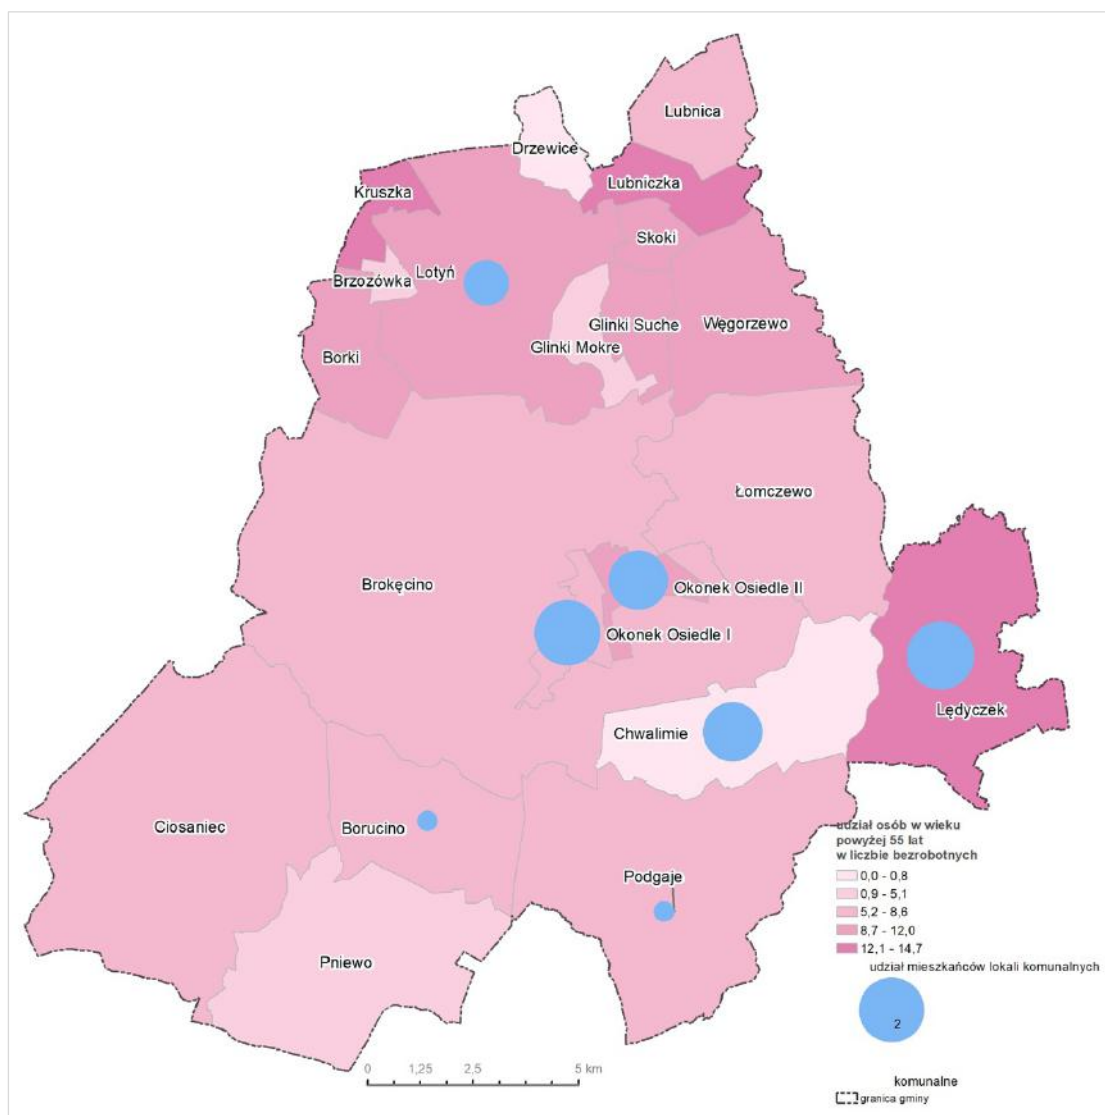 Lubnica
Drzewice
Lubniczka
Kruszka
Skoki
Lotyń
Brzozówka
Glinki Suche
Węgorzewo
Glinki Mokre
Borki
Łomczewo
Brokęcino
Okonek Osiedle II
Okonek Osiedle I
Lędyczek
Chwalimie
Ciosaniec
Borucino
Podgaje
Pniewo
udział osób w wieku
powyżej 55 lat
w liczbie bezrobotnych
0,0 - 0,8
0,9 - 5,1
5,2 - 8,6
8,7 - 12,0
12,1 - 14,7
udział mieszkańców lokali komunalnych
2
0 1,25 2,5 5 km
komunalne
granica gminy